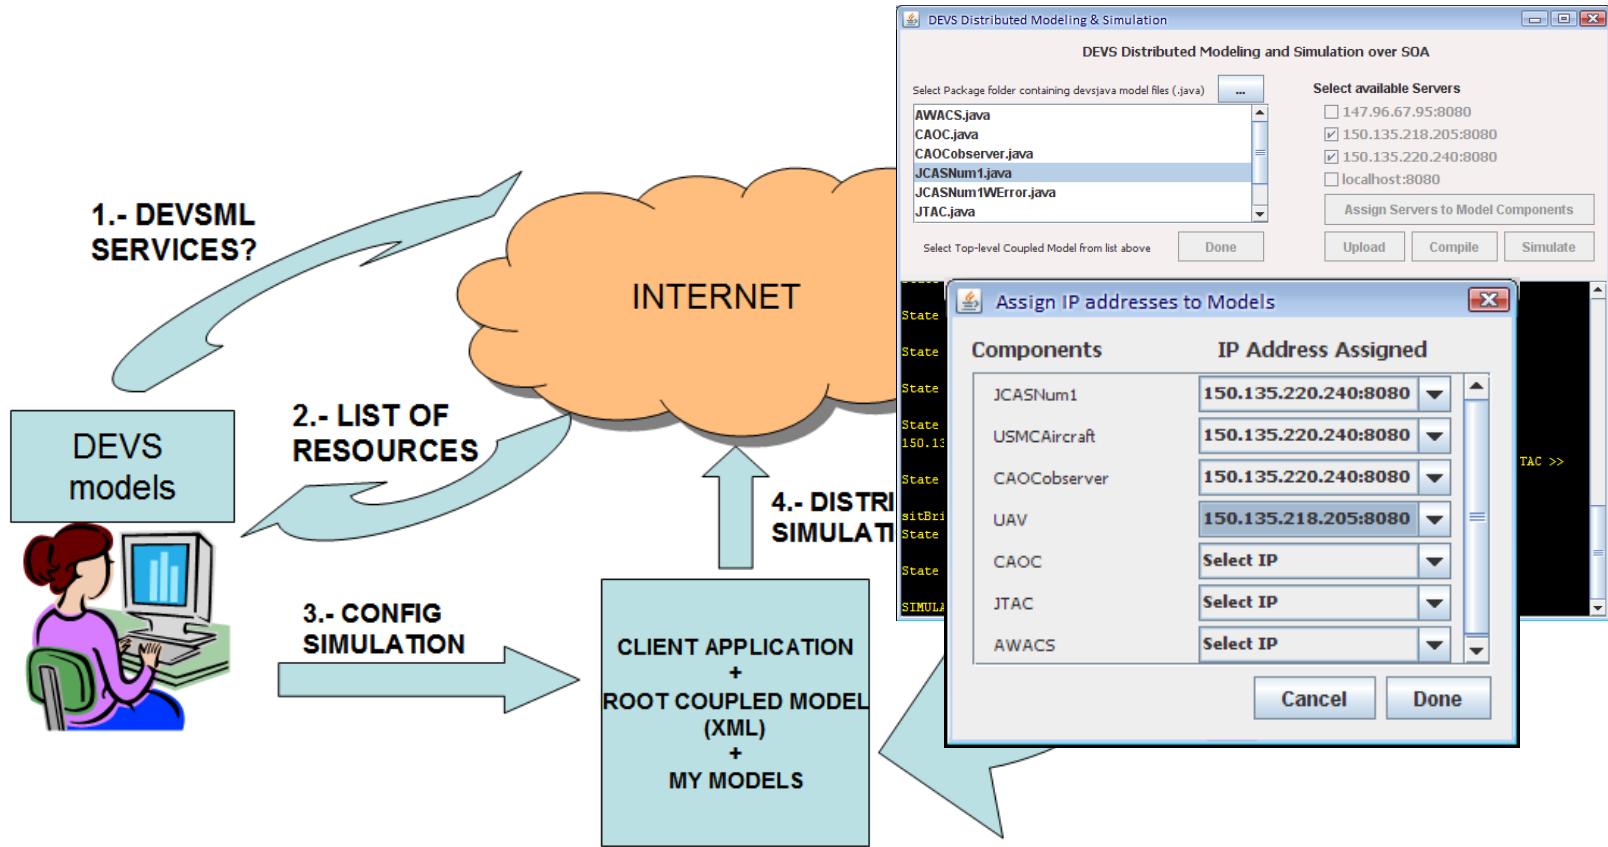 1.- DEVSML
SERVICES?
INTERNET
DEVS
models
2.- LIST OF
RESOURCES
3.- CONFIG
SIMULATION
4.- DISTRI
SIMULATI
CLIENT APPLICATION
+
ROOT COUPLED MODEL
(XML)
+
MY MODELS
DEVS Distributed Modeling & Simulation
DEVS Distributed Modeling and Simulation over SOA
Select Package folder containing devsjava model files (.java)
...
AWACS.java
CAOC.java
CAOCobserver.java
JCASNum1.java
JCASNum1WError.java
JTAC.java
Select Top-level Coupled Model from list above
Done
Select available Servers
147.96.67.95:8080
150.135.218.205:8080
150.135.220.240:8080
localhost:8080
Assign Servers to Model Components
Upload
Compile
Simulate
State
State
State
State
150.13
TAC >>
State
sitBri
State
State
SIMULA
Assign IP addresses to Models
Components IP Address Assigned
JCASNum1 150.135.220.240:8080
USMCAircraft 150.135.220.240:8080
CAOCobserver 150.135.220.240:8080
UAV 150.135.218.205:8080
CAOC Select IP
JTAC Select IP
AWACS Select IP
Cancel
Done